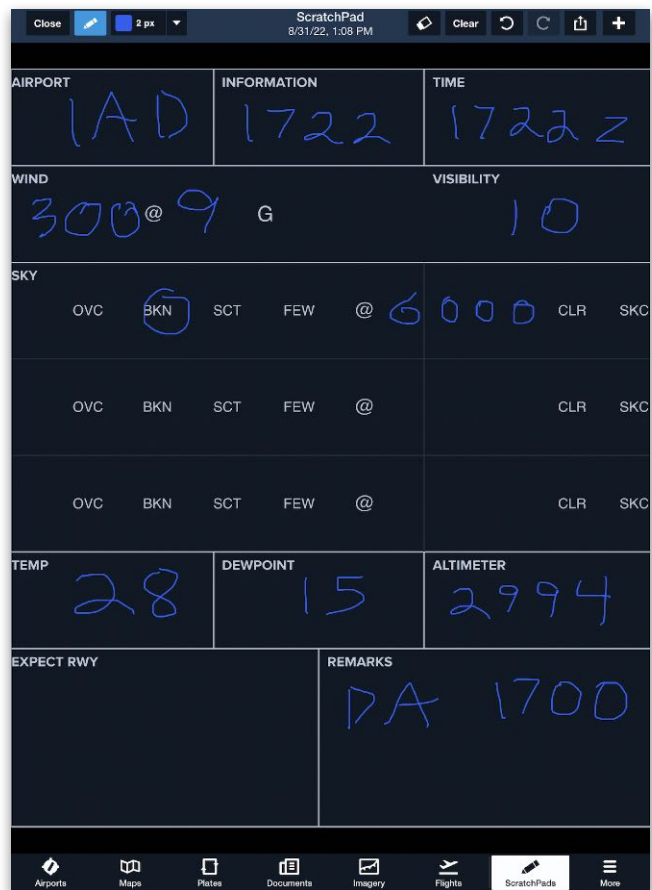 Close 2 px ScratchPad Clear
8/31/22, 1:08 PM
AIRPORT INFORMATION TIME
IAD 1722 1722 Z
WIND VISIBILITY
300 @ 9 G 10
SKY
OVC BKN SCT FEW @ 6000 CLR SKC
OVC BKN SCT FEW @ CLR SKC
OVC BKN SCT FEW @ CLR SKC
TEMP DEWPOINT ALTIMETER
28 15 2994
EXPECT RWY REMARKS
DA 1700
Airports Maps Plates Documents Imagery Flights ScratchPads More